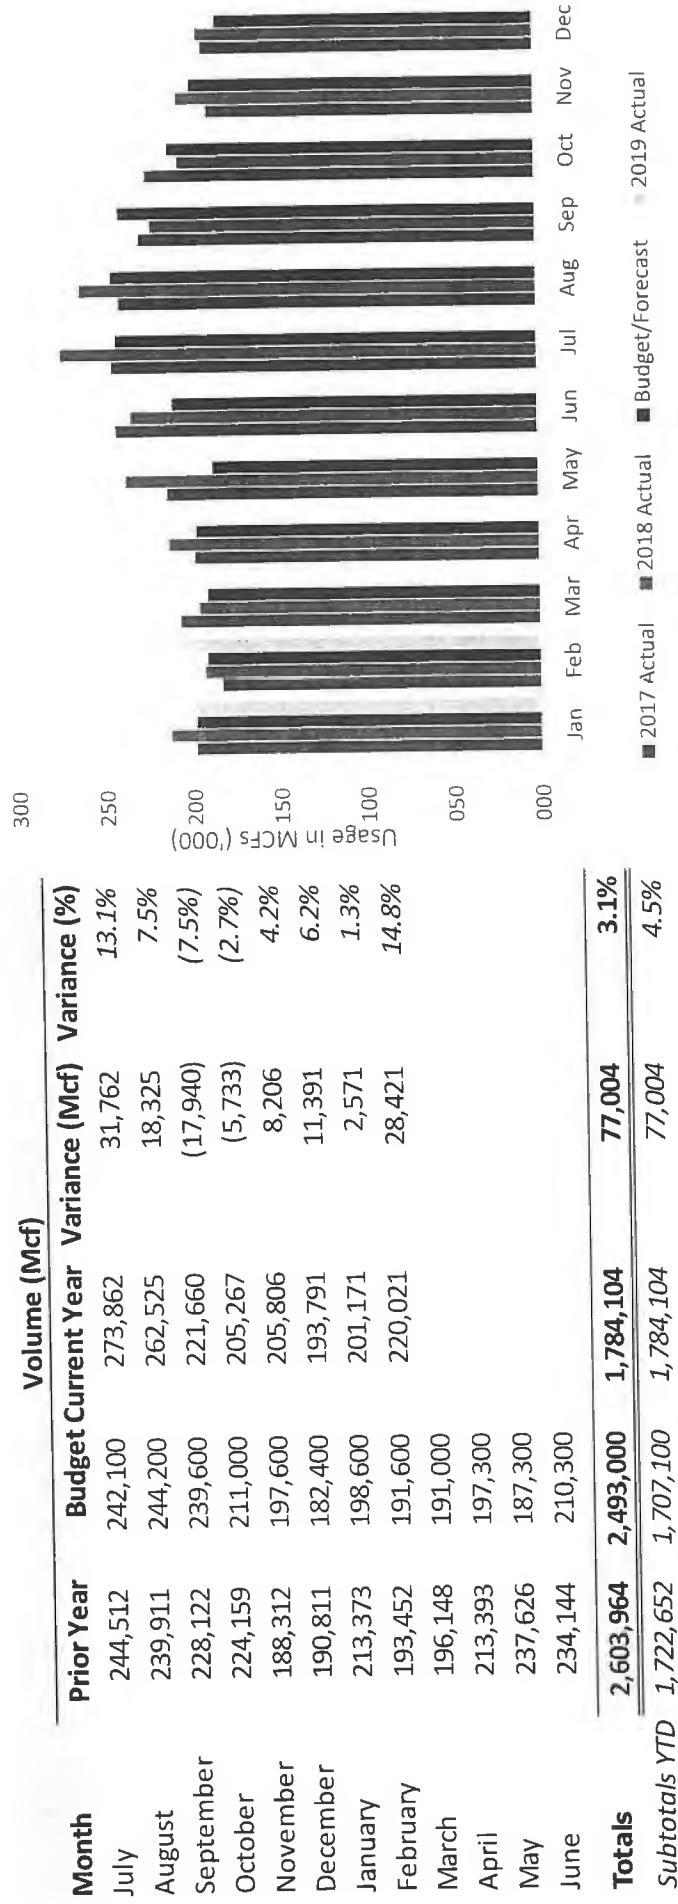 Volume (Mcf)
Month Prior Year Budget Current Year Variance (Mcf) Variance (%)
July 244,512 242,100 273,862 31,762 13.1%
August 239,911 244,200 262,525 18,325 7.5%
September 228,122 239,600 221,660 (17,940) (7.5%)
October 224,159 211,000 205,267 (5,733) (2.7%)
November 188,312 197,600 205,806 8,206 4.2%
December 190,811 182,400 193,791 11,391 6.2%
January 213,373 198,600 201,171 2,571 1.3%
February 193,452 191,600 220,021 28,421 14.8%
March 196,148 191,000
April 213,393 197,300
May 237,626 187,300
June 234,144 210,300
Totals 2,603,964 2,493,000 1,784,104 77,004 3.1%
Subtotals YTD 1,722,652 1,707,100 1,784,104 77,004 4.5%
Usage in MCFs ('000)
300
250
200
150
100
050
000
Jan Feb Mar Apr May Jun Jul Aug Sep Oct Nov Dec
2017 Actual 2018 Actual Budget/Forecast 2019 Actual